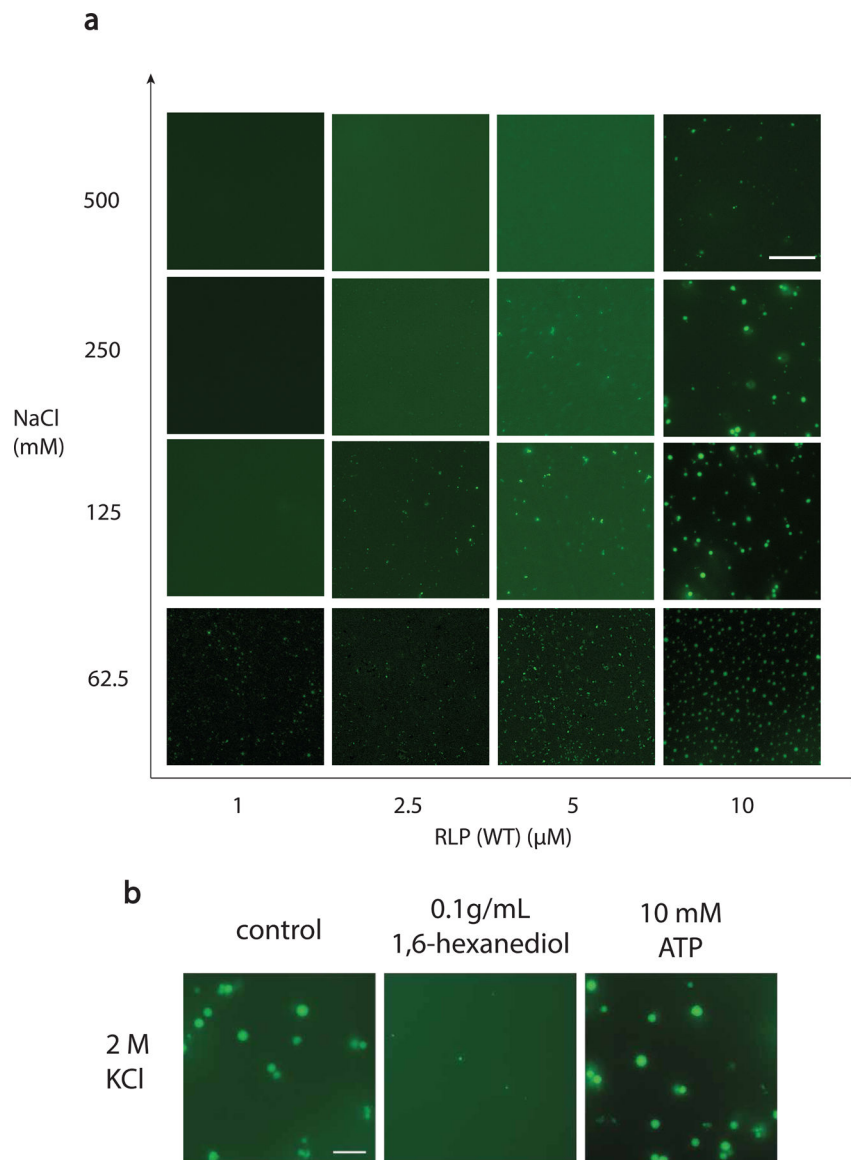 a
500
250
NaCl
(mM)
125
62.5
1 2.5 5 10
RLP (WT) (μM)
b
control
0.1g/mL
1,6-hexanediol
10 mM
ATP
2 M
KCl